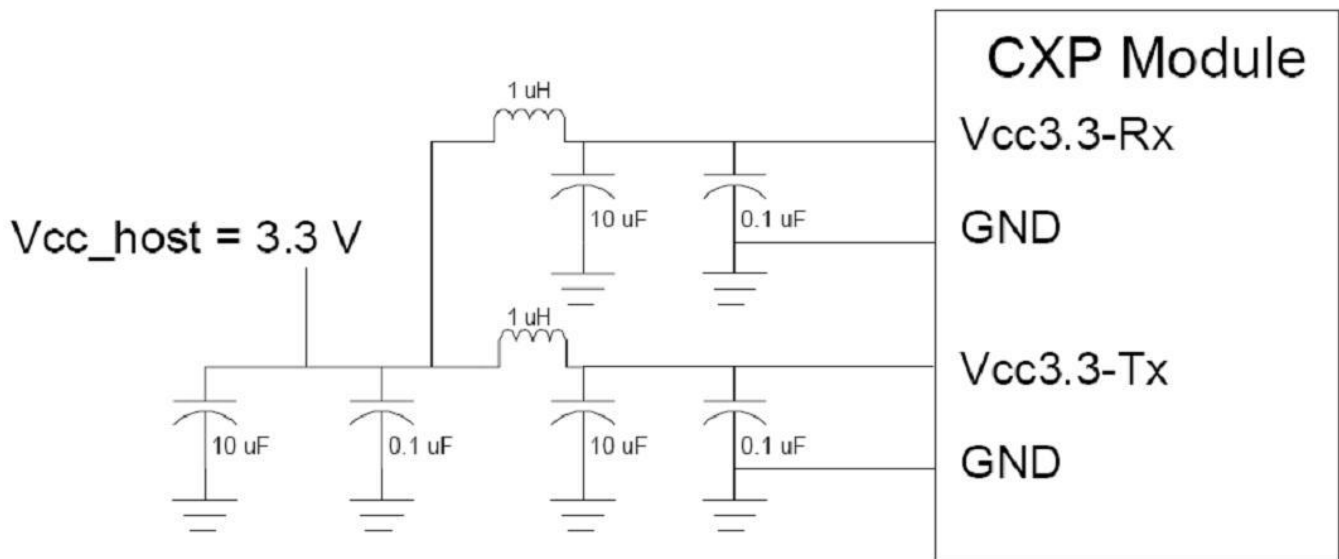 CXP Module
1 uH
Vcc3.3-Rx
10 uF
0.1 uF
GND
Vcc_host = 3.3 V
1 uH
Vcc3.3-Tx
10 uF
0.1 uF
10 uF
0.1 uF
GND